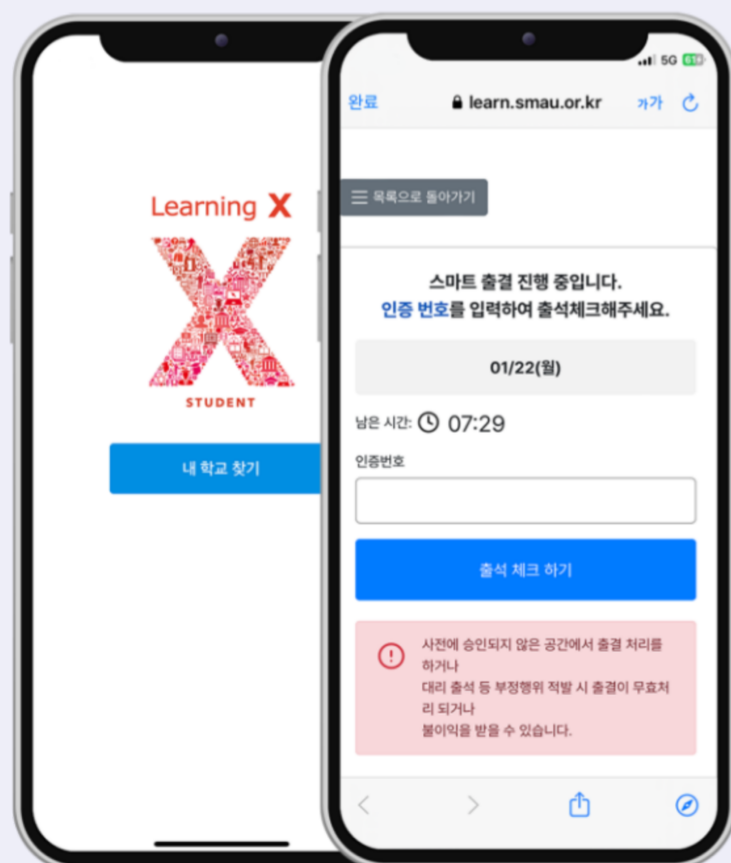 Learning X
STUDENT
내 학교 찾기
5G 61
완료
learn.smau.or.kr
가가
목록으로 돌아가기
스마트 출결 진행 중입니다.
인증 번호를 입력하여 출석체크해주세요.
01/22(월)
남은 시간: 07:29
인증번호
출석 체크 하기
사전에 승인되지 않은 공간에서 출결 처리를
하거나
대리 출석 등 부정행위 적발 시 출결이 무효처
리 되거나
불이익을 받을 수 있습니다.